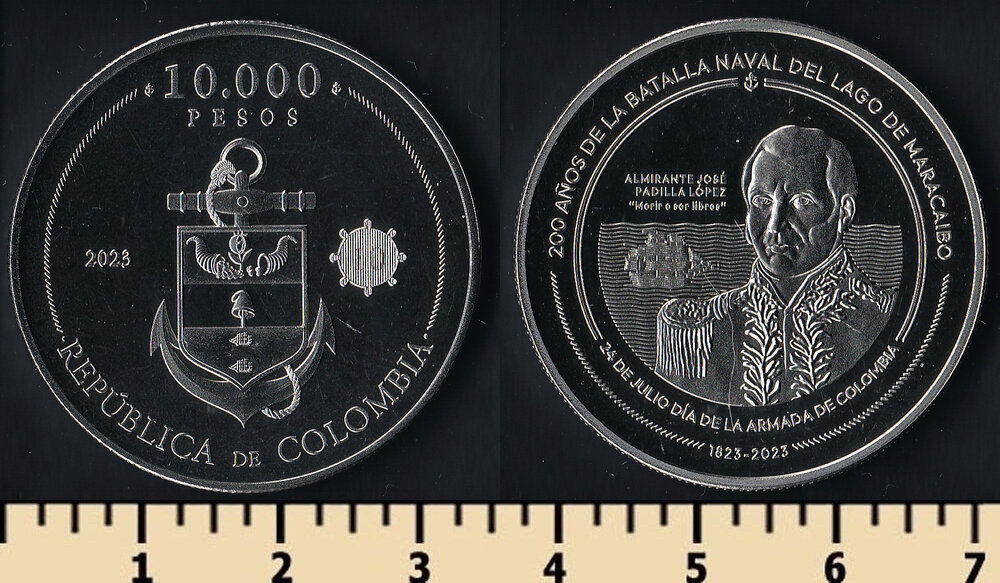 10.000
PESOS
2023
REPÚBLICA DE COLOMBIA
200 AÑOS DE LA BATALLA NAVAL DEL LAGO DE MARACAIBO
ALMIRANTE JOSÉ
PADILLA LÓPEZ
"Morir o ser libres"
24 DE JULIO DÍA DE LA ARMADA DE COLOMBIA
1823-2023
1 2 3 4 5 6 7